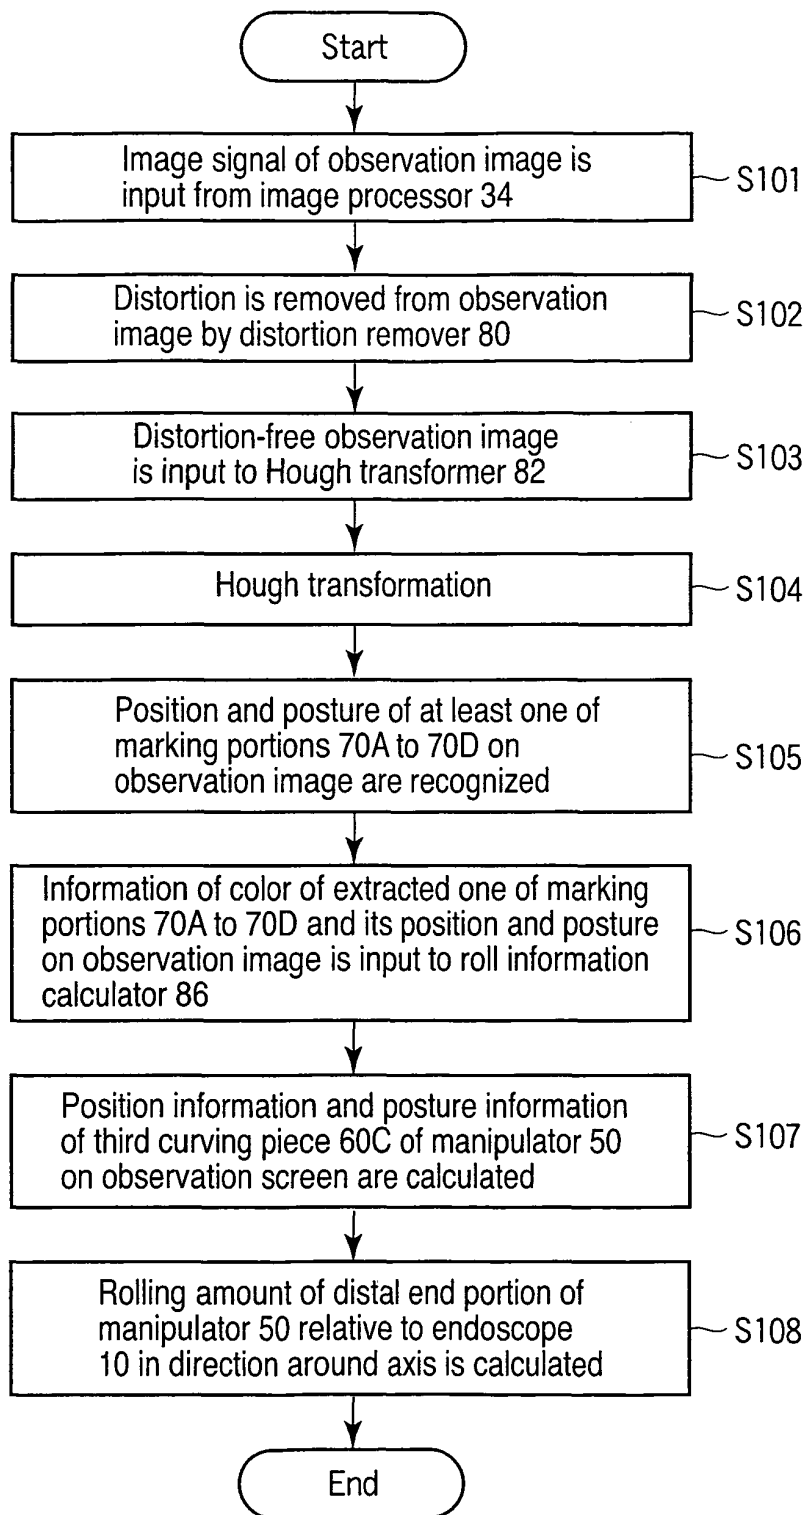 Start
Image signal of observation image is
input from image processor 34
S101
Distortion is removed from observation
image by distortion remover 80
S102
Distortion-free observation image
is input to Hough transformer 82
S103
Hough transformation
S104
Position and posture of at least one of
marking portions 70A to 70D on
observation image are recognized
S105
Information of color of extracted one of marking
portions 70A to 70D and its position and posture
on observation image is input to roll information
calculator 86
S106
Position information and posture information
of third curving piece 60C of manipulator 50
on observation screen are calculated
S107
Rolling amount of distal end portion of
manipulator 50 relative to endoscope
10 in direction around axis is calculated
S108
End